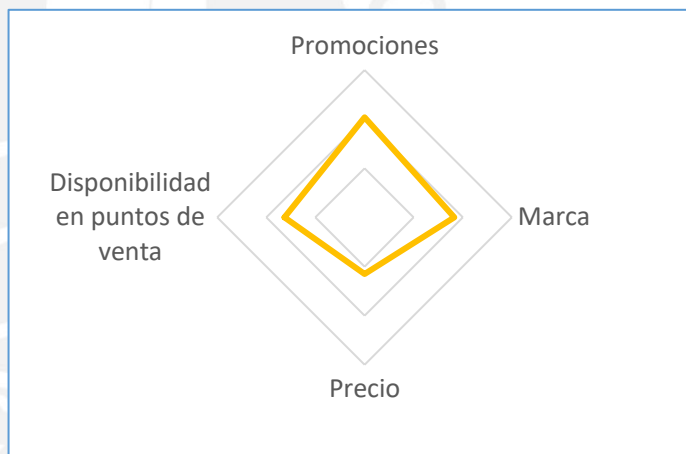 Promociones
Disponibilidad
en puntos de
venta
Marca
Precio